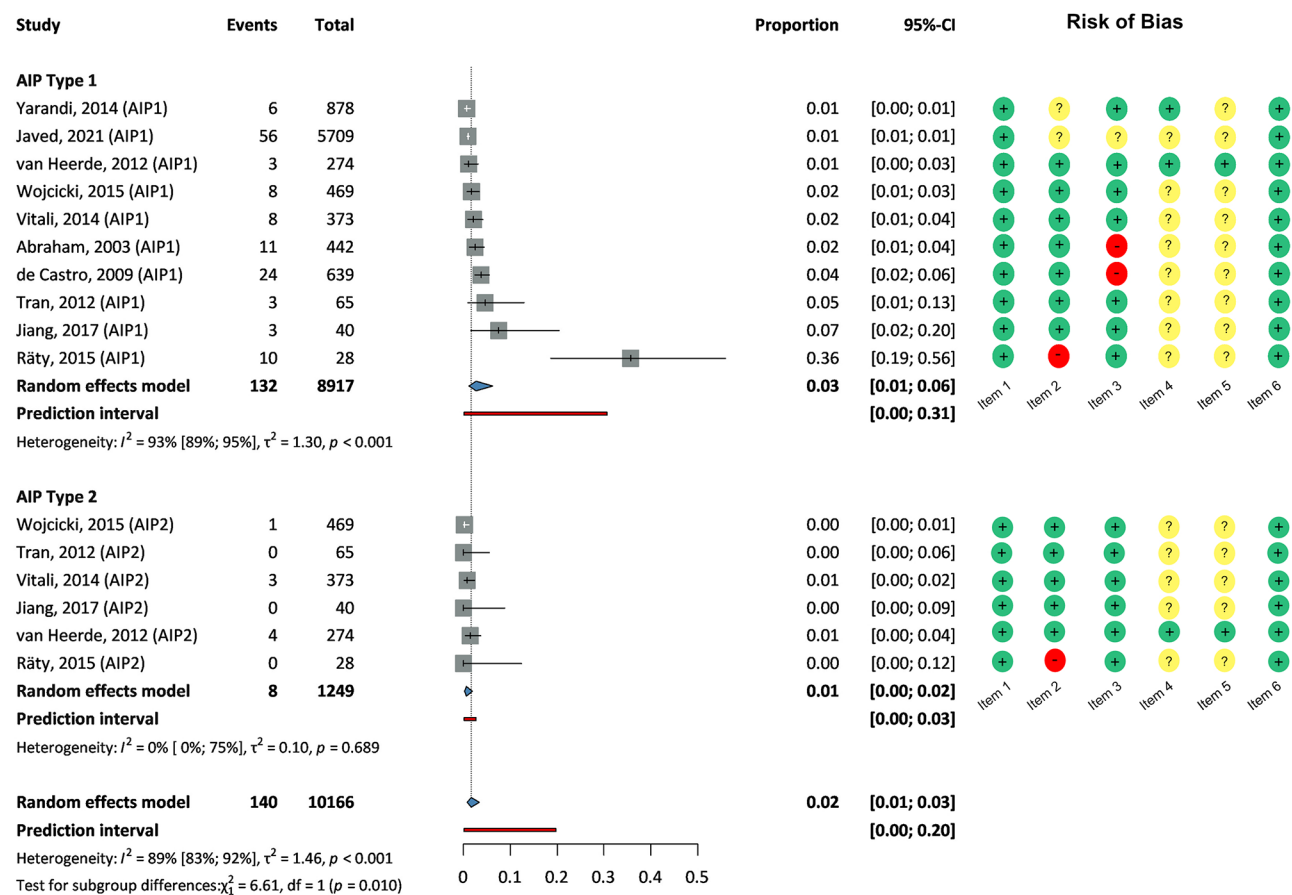 Study Events Total Proportion 95%-CI Risk of Bias
AIP Type 1
Yarandi, 2014 (AIP1) 6 878 0.01 [0.00; 0.01] + ? + + ? +
Javed, 2021 (AIP1) 56 5709 0.01 [0.01; 0.01] + ? ? ? ? +
van Heerde, 2012 (AIP1) 3 274 0.01 [0.00; 0.03] + + + + + +
Wojcicki, 2015 (AIP1) 8 469 0.02 [0.01; 0.03] + + + ? ? +
Vitali, 2014 (AIP1) 8 373 0.02 [0.01; 0.04] + + + ? ? +
Abraham, 2003 (AIP1) 11 442 0.02 [0.01; 0.04] + + - ? ? +
de Castro, 2009 (AIP1) 24 639 0.04 [0.02; 0.06] + + - ? ? +
Tran, 2012 (AIP1) 3 65 0.05 [0.01; 0.13] + + + ? ? +
Jiang, 2017 (AIP1) 3 40 0.07 [0.02; 0.20] + + + ? ? +
Räty, 2015 (AIP1) 10 28 0.36 [0.19; 0.56] + - + ? ? +
Random effects model 132 8917 0.03 [0.01; 0.06] Item 1 Item 2 Item 3 Item 4 Item 5 Item 6
Prediction interval [0.00; 0.31]
Heterogeneity: I² = 93% [89%; 95%], τ² = 1.30, p < 0.001
AIP Type 2
Wojcicki, 2015 (AIP2) 1 469 0.00 [0.00; 0.01] + + + ? ? +
Tran, 2012 (AIP2) 0 65 0.00 [0.00; 0.06] + + + ? ? +
Vitali, 2014 (AIP2) 3 373 0.01 [0.00; 0.02] + + + ? ? +
Jiang, 2017 (AIP2) 0 40 0.00 [0.00; 0.09] + + + ? ? +
van Heerde, 2012 (AIP2) 4 274 0.01 [0.00; 0.04] + + + + + +
Räty, 2015 (AIP2) 0 28 0.00 [0.00; 0.12] + - + ? ? +
Random effects model 8 1249 0.01 [0.00; 0.02] Item 1 Item 2 Item 3 Item 4 Item 5 Item 6
Prediction interval [0.00; 0.03]
Heterogeneity: I² = 0% [ 0%; 75%], τ² = 0.10, p = 0.689
Random effects model 140 10166 0.02 [0.01; 0.03]
Prediction interval [0.00; 0.20]
Heterogeneity: I² = 89% [83%; 92%], τ² = 1.46, p < 0.001
Test for subgroup differences:χ²₁ = 6.61, df = 1 (p = 0.010)
0 0.1 0.2 0.3 0.4 0.5